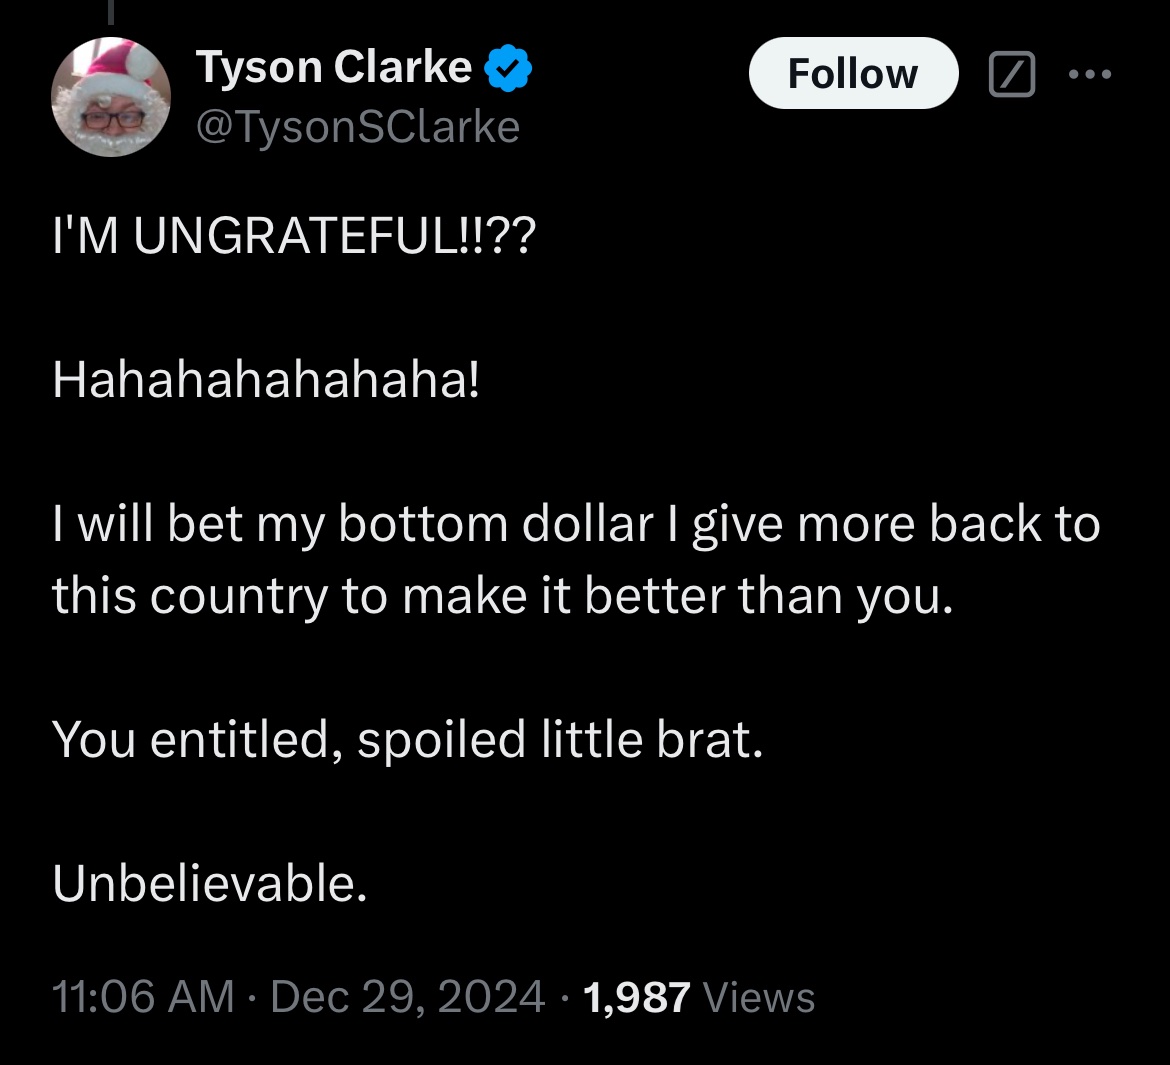 Tyson Clarke
Follow
@TysonSClarke
I'M UNGRATEFUL!!??
Hahahahahahaha!
I will bet my bottom dollar I give more back to
this country to make it better than you.
You entitled, spoiled little brat.
Unbelievable.
11:06 AM · Dec 29, 2024 · 1,987 Views